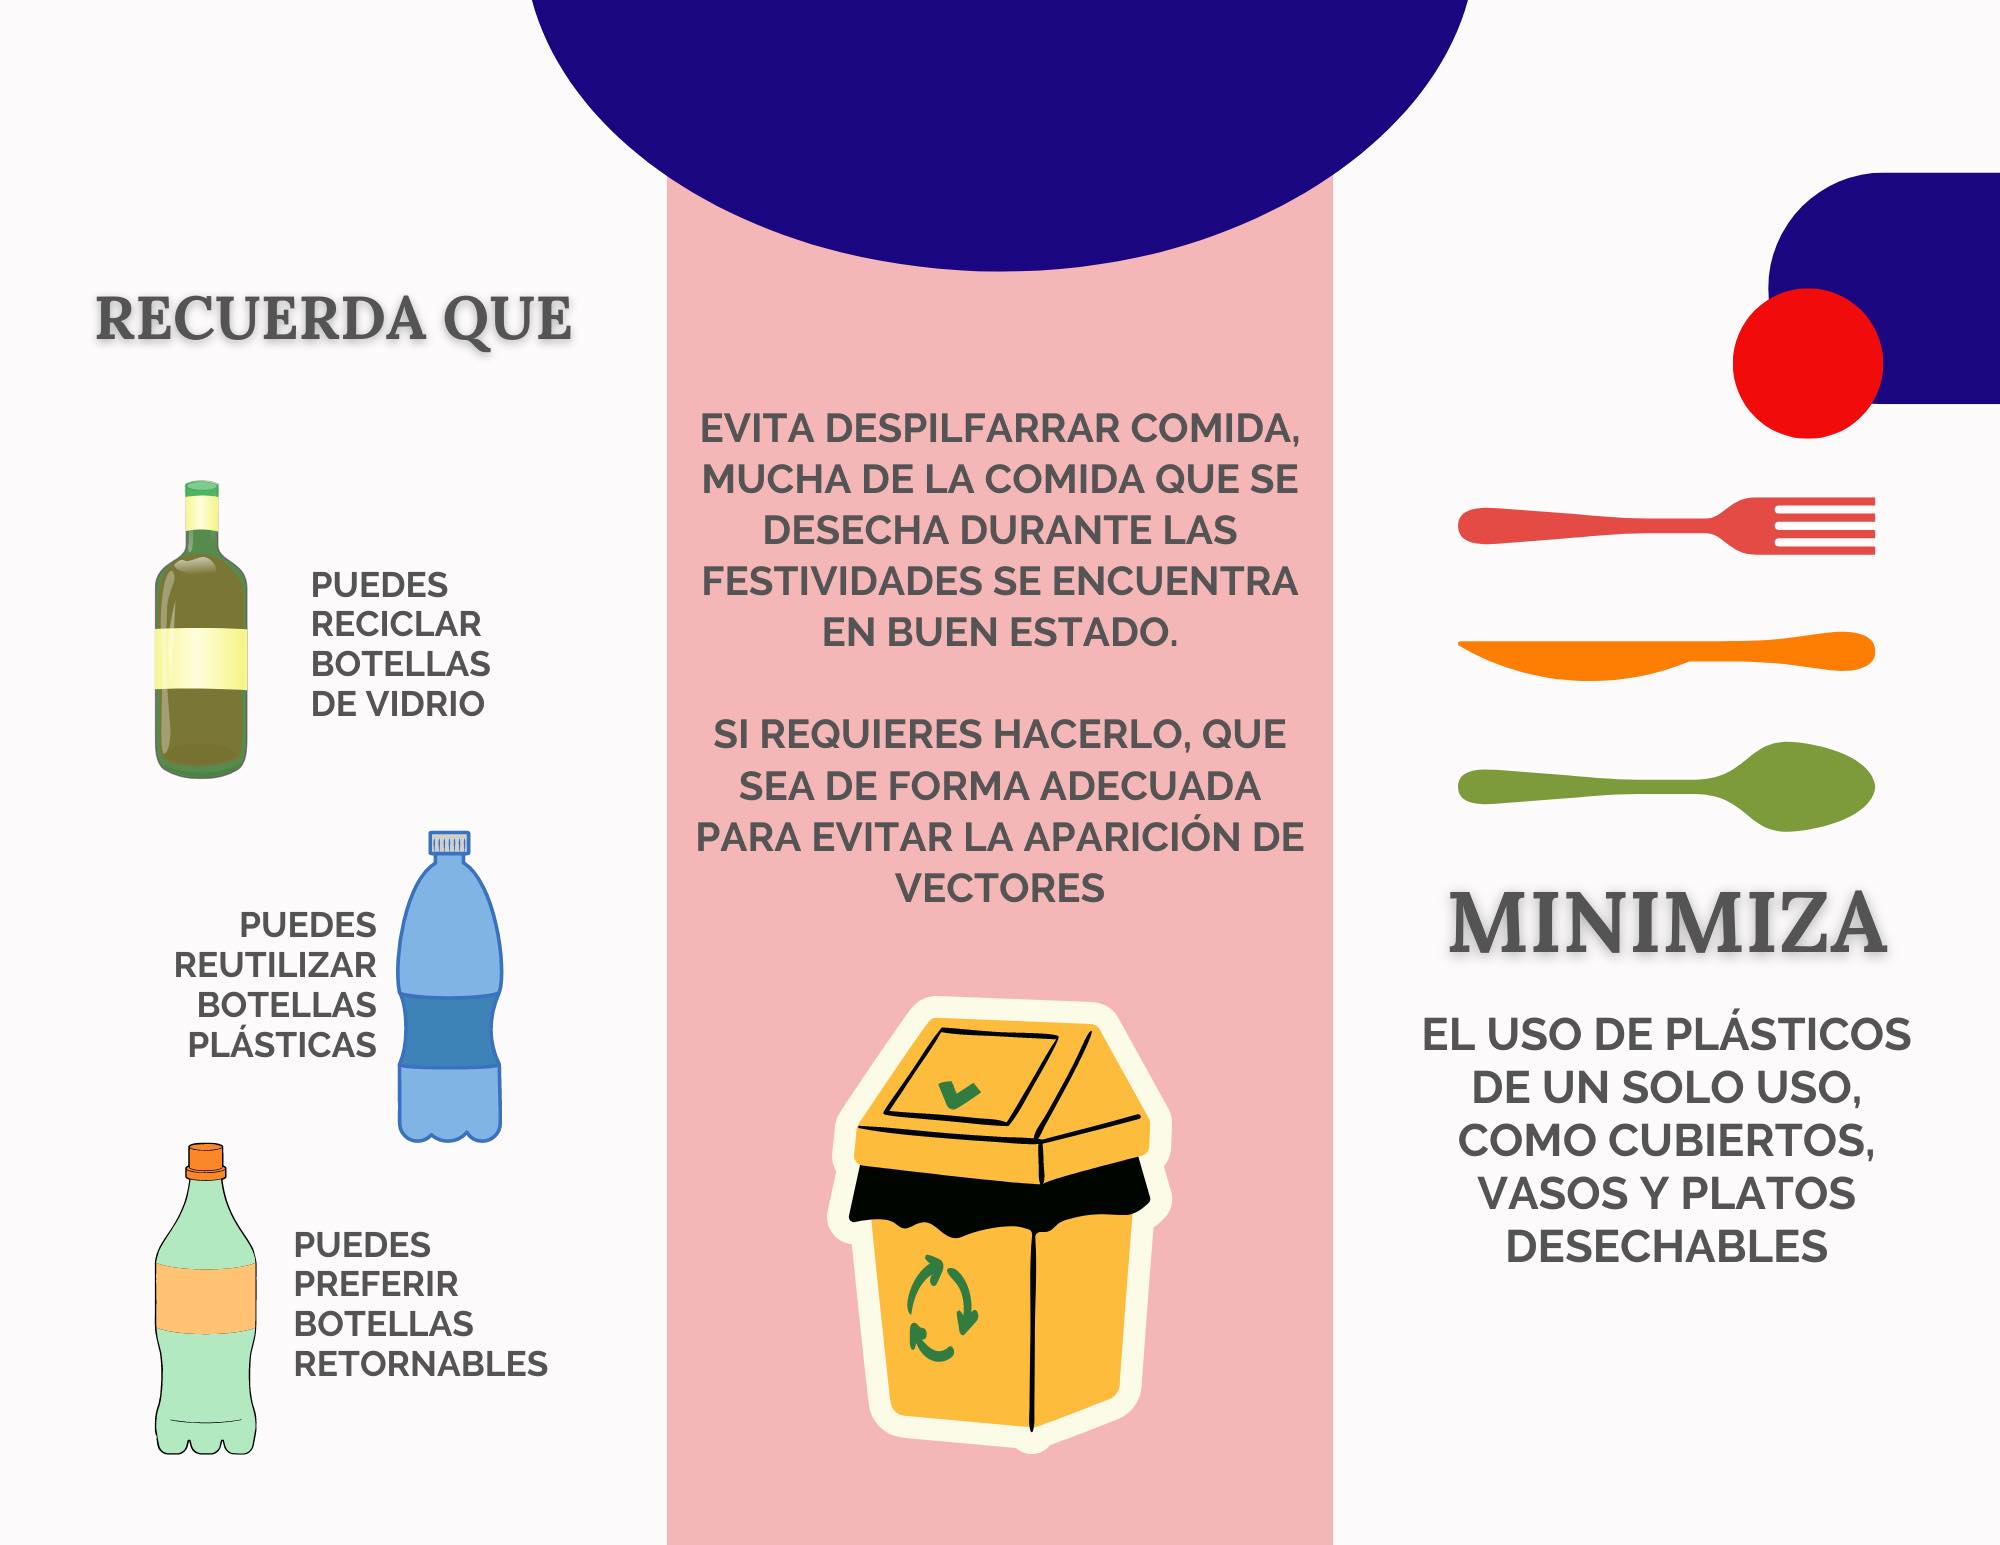 RECUERDA QUE
PUEDES
RECICLAR
BOTELLAS
DE VIDRIO
PUEDES
REUTILIZAR
BOTELLAS
PLÁSTICAS
PUEDES
PREFERIR
BOTELLAS
RETORNABLES
EVITA DESPILFARRAR COMIDA,
MUCHA DE LA COMIDA QUE SE
DESECHA DURANTE LAS
FESTIVIDADES SE ENCUENTRA
EN BUEN ESTADO.
SI REQUIERES HACERLO, QUE
SEA DE FORMA ADECUADA
PARA EVITAR LA APARICIÓN DE
VECTORES
MINIMIZA
EL USO DE PLÁSTICOS
DE UN SOLO USO,
COMO CUBIERTOS,
VASOS Y PLATOS
DESECHABLES